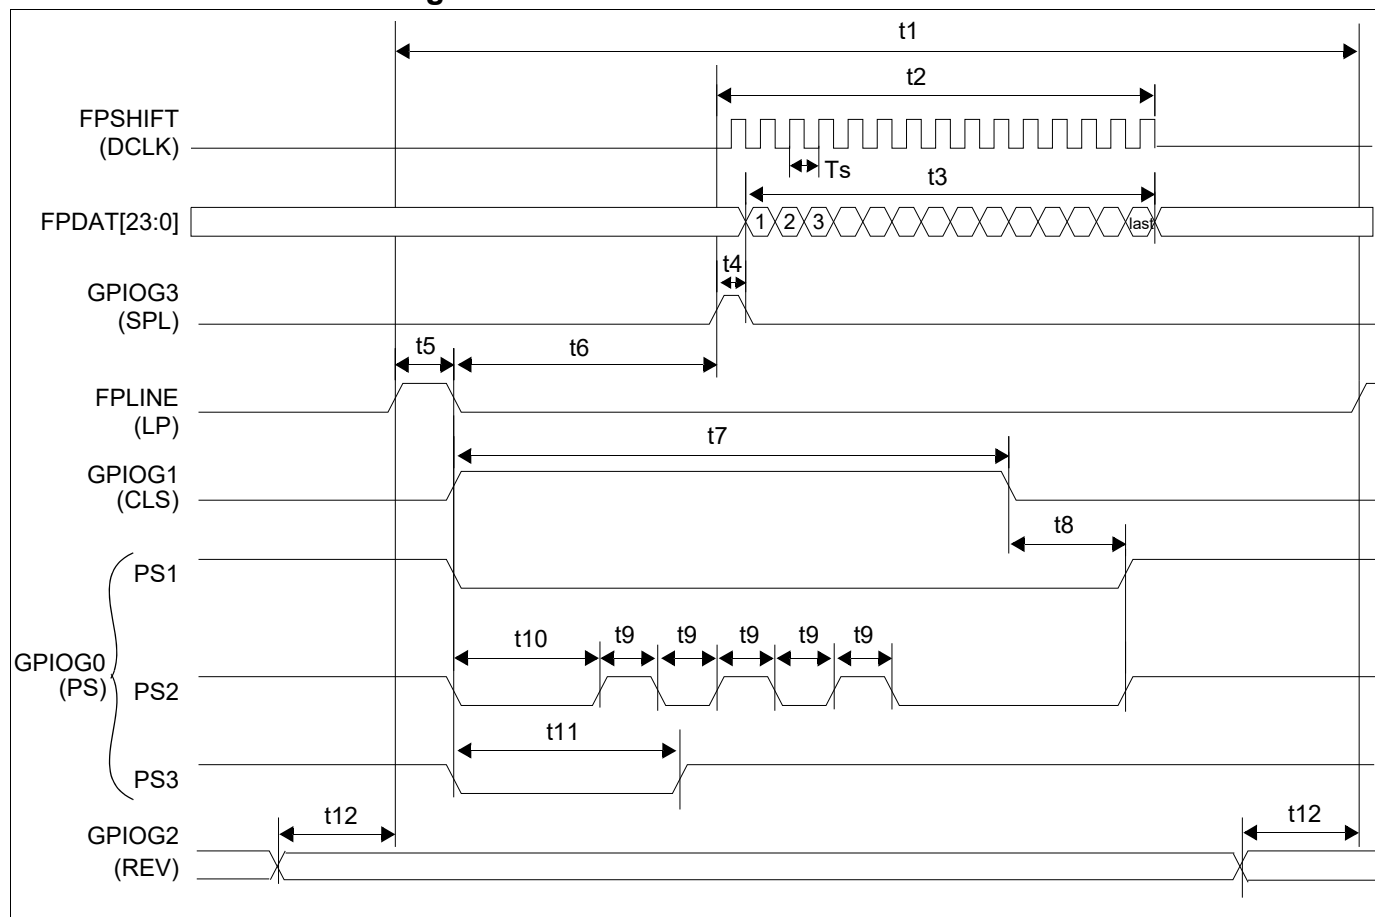 g
t1
t2
FPSHIFT
(DCLK)
Ts
t3
FPDAT[23:0]
1 2 3 last
t4
GPIOG3
(SPL)
t5 t6
FPLINE
(LP)
t7
GPIOG1
(CLS)
t8
PS1
t10 t9 t9 t9 t9 t9
GPIOG0
(PS)
PS2
t11
PS3
t12 t12
GPIOG2
(REV)